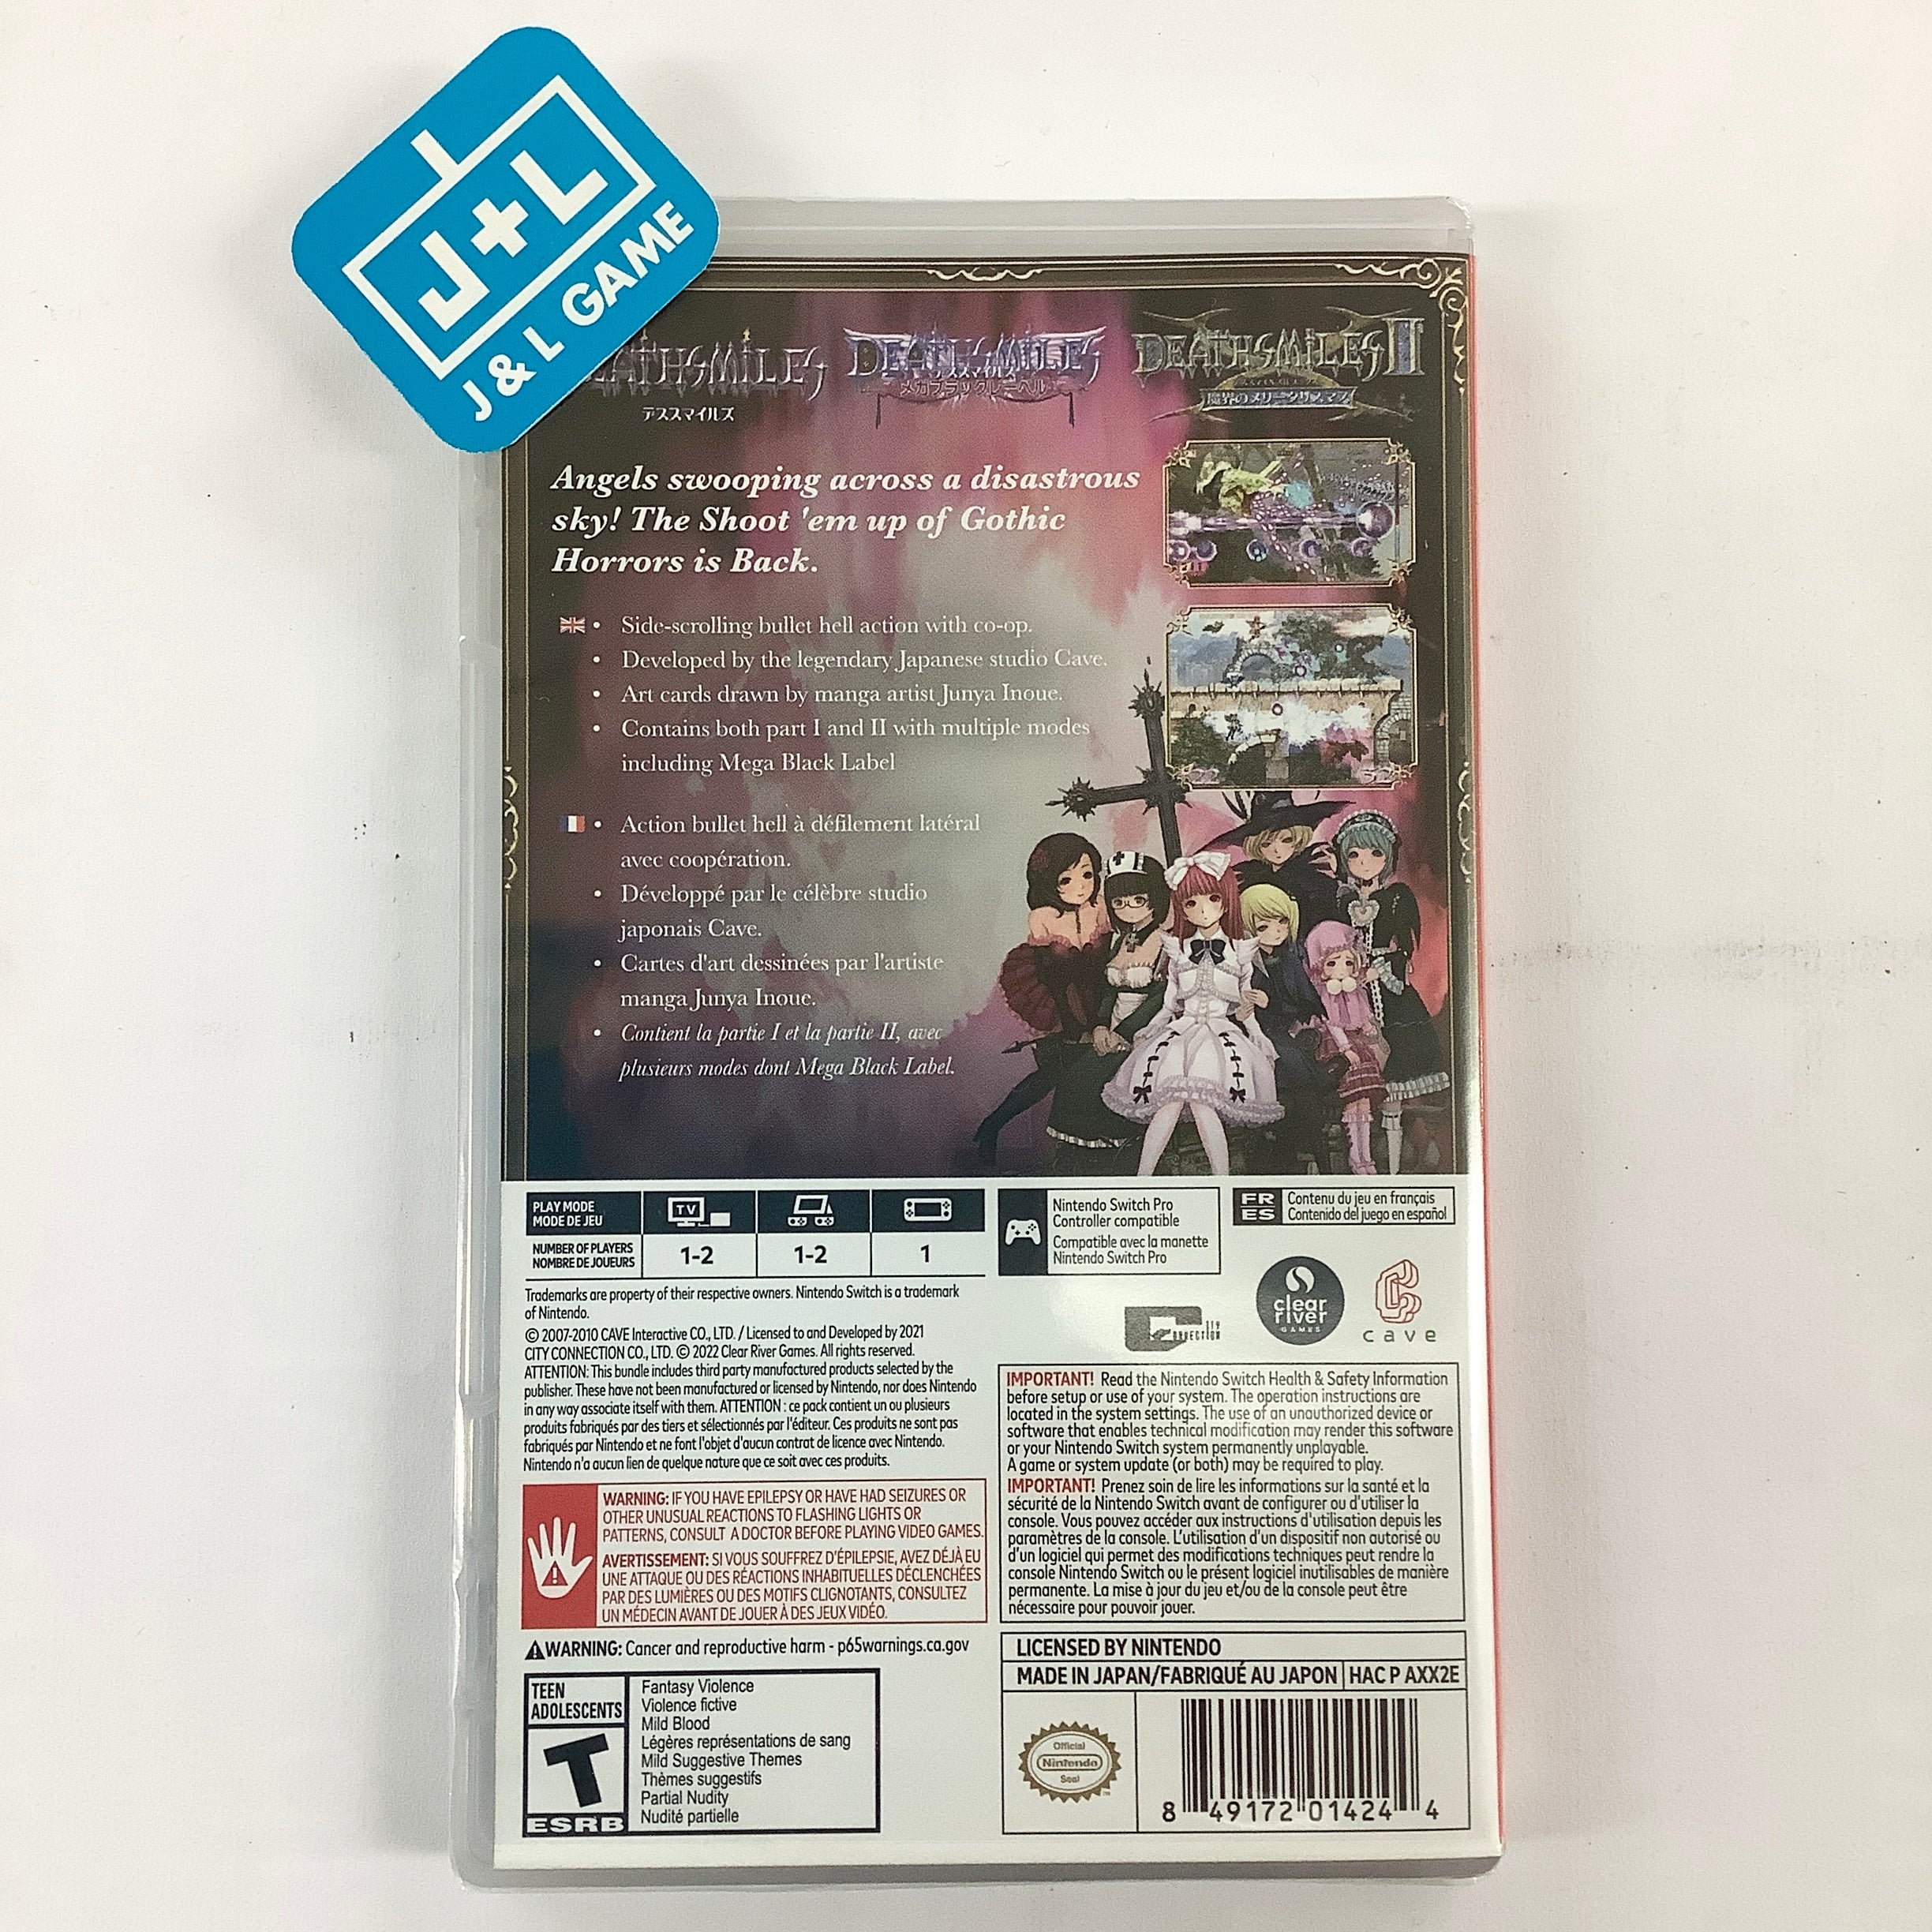 J+L
J & L GAME
DEATHSMILES
デススマイルズ
DEATHSMILES
デススマイルズ
メガブラックレーベル
DEATHSMILES II
魔界のメリークリスマス
Angels swooping across a disastrous
sky! The Shoot 'em up of Gothic
Horrors is Back.
• Side-scrolling bullet hell action with co-op.
• Developed by the legendary Japanese studio Cave.
• Art cards drawn by manga artist Junya Inoue.
• Contains both part I and II with multiple modes
including Mega Black Label
• Action bullet hell à défilement latéral
avec coopération.
• Développé par le célèbre studio
japonais Cave.
• Cartes d'art dessinées par l'artiste
manga Junya Inoue.
• Contient la partie I et la partie II, avec
plusieurs modes dont Mega Black Label.
PLAY MODE
MODE DE JEU
TV
NUMBER OF PLAYERS
NOMBRE DE JOUEURS
1-2
1-2
1
Nintendo Switch Pro
Controller compatible
Compatible avec la manette
Nintendo Switch Pro
FR
ES
Contenu du jeu en français
Contenido del juego en español
Trademarks are property of their respective owners. Nintendo Switch is a trademark
of Nintendo.
© 2007-2010 CAVE Interactive CO., LTD. / Licensed to and Developed by 2021
CITY CONNECTION CO., LTD. © 2022 Clear River Games. All rights reserved.
ATTENTION: This bundle includes third party manufactured products selected by the
publisher. These have not been manufactured or licensed by Nintendo, nor does Nintendo
in any way associate itself with them. ATTENTION : ce pack contient un ou plusieurs
produits fabriqués par des tiers et sélectionnés par l'éditeur. Ces produits ne sont pas
fabriqués par Nintendo et ne font l'objet d'aucun contrat de licence avec Nintendo.
Nintendo n'a aucun lien de quelque nature que ce soit avec ces produits.
City Connection
clear
river
GAMES
cave
WARNING: IF YOU HAVE EPILEPSY OR HAVE HAD SEIZURES OR
OTHER UNUSUAL REACTIONS TO FLASHING LIGHTS OR
PATTERNS, CONSULT A DOCTOR BEFORE PLAYING VIDEO GAMES.
AVERTISSEMENT: SI VOUS SOUFFREZ D'ÉPILEPSIE, AVEZ DÉJÀ EU
UNE ATTAQUE OU DES RÉACTIONS INHABITUELLES DÉCLENCHÉES
PAR DES LUMIÈRES OU DES MOTIFS CLIGNOTANTS, CONSULTEZ
UN MÉDECIN AVANT DE JOUER À DES JEUX VIDÉO.
WARNING: Cancer and reproductive harm - p65warnings.ca.gov
IMPORTANT! Read the Nintendo Switch Health & Safety Information
before setup or use of your system. The operation instructions are
located in the system settings. The use of an unauthorized device or
software that enables technical modification may render this software
or your Nintendo Switch system permanently unplayable.
A game or system update (or both) may be required to play.
IMPORTANT! Prenez soin de lire les informations sur la santé et la
sécurité de la Nintendo Switch avant de configurer ou d'utiliser la
console. Vous pouvez accéder aux instructions d'utilisation depuis les
paramètres de la console. L'utilisation d'un dispositif non autorisé ou
d'un logiciel qui permet des modifications techniques peut rendre la
console Nintendo Switch ou le présent logiciel inutilisables de manière
permanente. La mise à jour du jeu et/ou de la console peut être
nécessaire pour pouvoir jouer.
TEEN
ADOLESCENTS
T
ESRB
Fantasy Violence
Violence fictive
Mild Blood
Légères représentations de sang
Mild Suggestive Themes
Thèmes suggestifs
Partial Nudity
Nudité partielle
LICENSED BY NINTENDO
MADE IN JAPAN/FABRIQUÉ AU JAPON HAC P AXX2E
Official
Nintendo
Seal
8 49172 01424 4